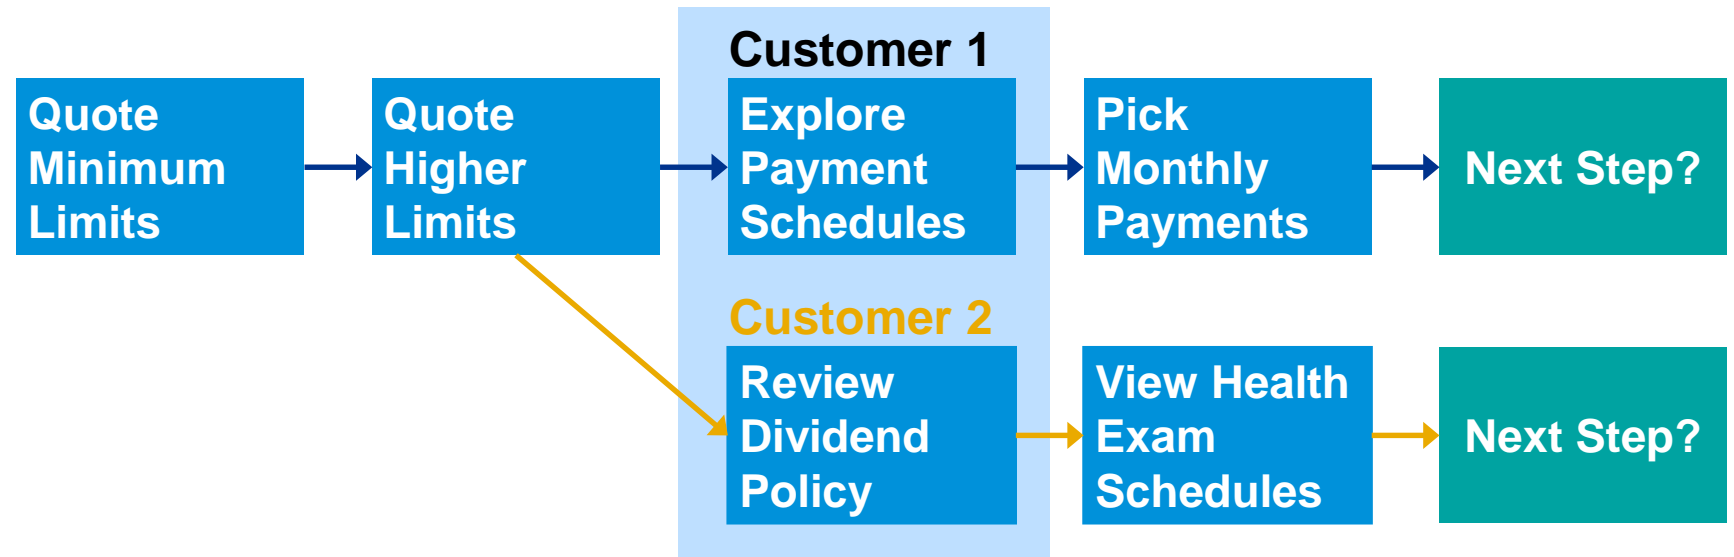 Customer 1
Quote
Minimum
Limits
Quote
Higher
Limits
Explore
Payment
Schedules
Pick
Monthly
Payments
Next Step?
Customer 2
Review
Dividend
Policy
View Health
Exam
Schedules
Next Step?